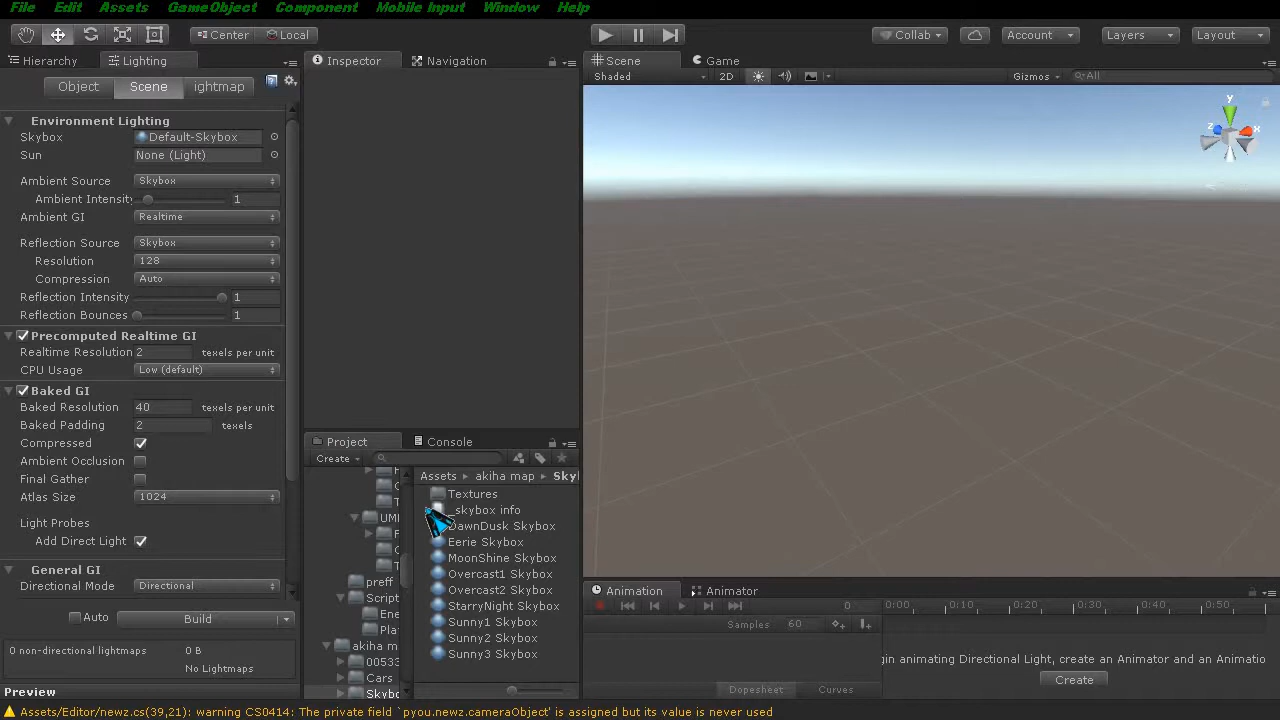 File Edit Assets GameObject Component Mobile Input Window Help
Center Local Collab Account Layers Layout
Hierarchy Lighting
Object Scene ightmap
Environment Lighting
Skybox Default-Skybox
Sun None (Light)
Ambient Source Skybox
Ambient Intensity 1
Ambient GI Realtime
Reflection Source Skybox
Resolution 128
Compression Auto
Reflection Intensity 1
Reflection Bounces 1
Precomputed Realtime GI
Realtime Resolution 2 texels per unit
CPU Usage Low (default)
Baked GI
Baked Resolution 40 texels per unit
Baked Padding 2 texels
Compressed
Ambient Occlusion
Final Gather
Atlas Size 1024
Light Probes
Add Direct Light
General GI
Directional Mode Directional
Auto Build
0 non-directional lightmaps 0 B
No Lightmaps
Preview
Inspector Navigation
Project Console
Create
UM
preff
Script
Ene
Pla
akiha m
0053
Cars
Skyb
Assets akiha map Sky
Textures
_skybox info
DawnDusk Skybox
Eerie Skybox
MoonShine Skybox
Overcast1 Skybox
Overcast2 Skybox
StarryNight Skybox
Sunny1 Skybox
Sunny2 Skybox
Sunny3 Skybox
Scene Game
Shaded 2D Gizmos All
y
z x
Animation Animator
0 0:00 0:10 0:20 0:30 0:40 0:50
Samples 60
gin animating Directional Light, create an Animator and an Animatio
Create
Dopesheet Curves
Assets/Editor/newz.cs(39,21): warning CS0414: The private field `pyou.newz.cameraObject' is assigned but its value is never used